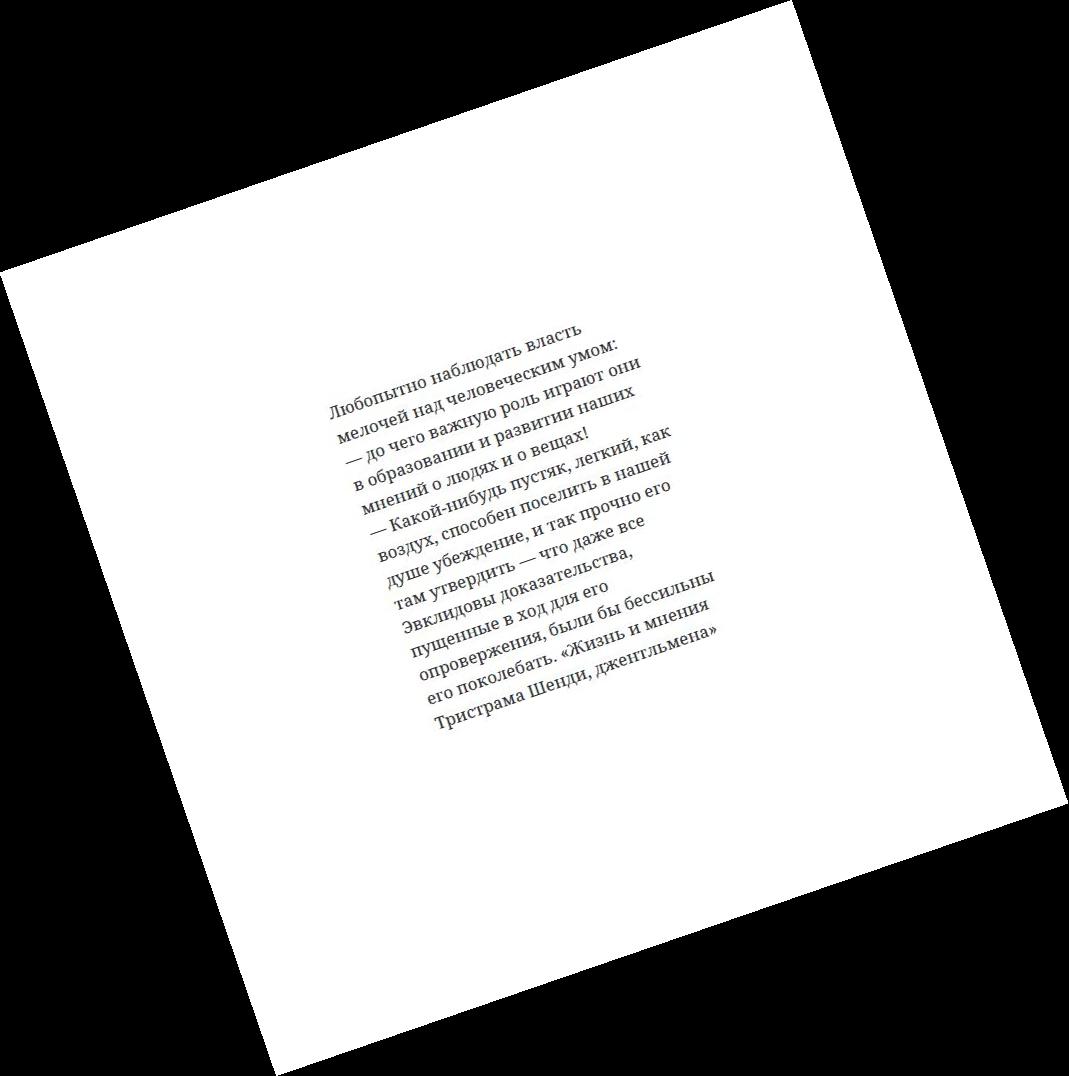 Любопытно наблюдать власть
мелочей над человеческим умом:
— до чего важную роль играют они
в образовании и развитии наших
мнений о людях и о вещах!
— Какой-нибудь пустяк, легкий, как
воздух, способен поселить в нашей
душе убеждение, и так прочно его
там утвердить — что даже все
Эвклидовы доказательства,
пущенные в ход для его
опровержения, были бы бессильны
его поколебать. «Жизнь и мнения
Тристрама Шенди, джентльмена»